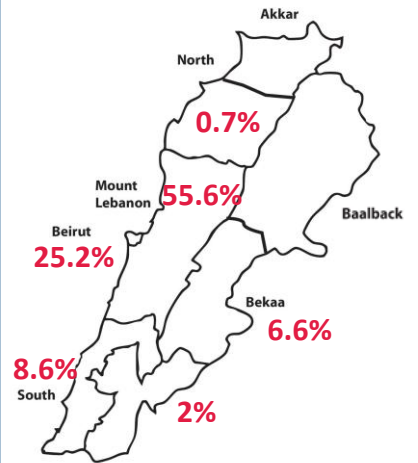 Akkar
North
0.7%
Mount
Lebanon
55.6%
Baalback
Beirut
25.2%
Bekaa
6.6%
8.6%
South
2%